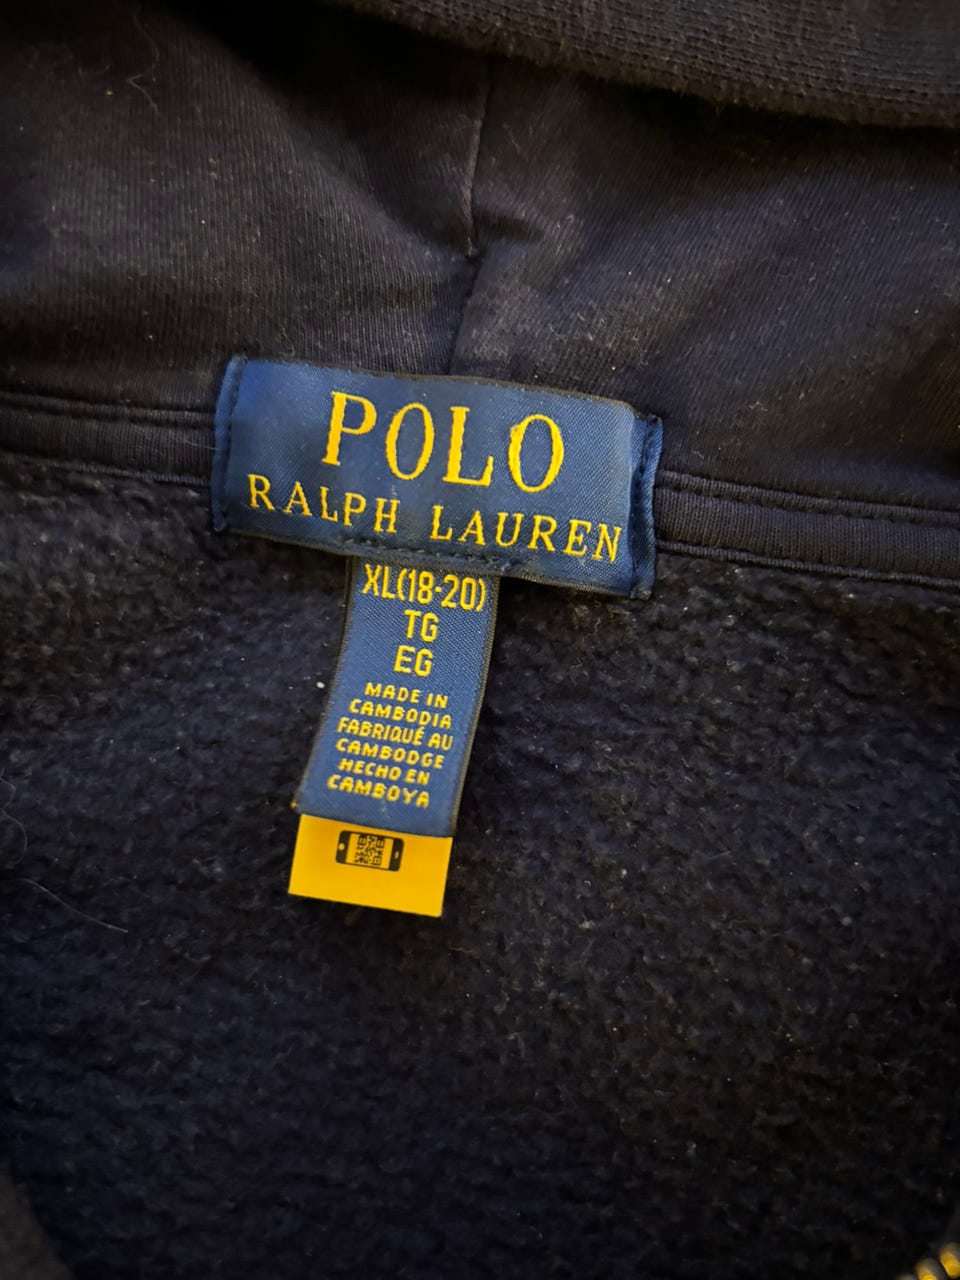 POLO
RALPH LAUREN
XL(18-20)
TG
EG
MADE IN
CAMBODIA
FABRIQUÉ AU
CAMBODGE
HECHO EN
CAMBOYA